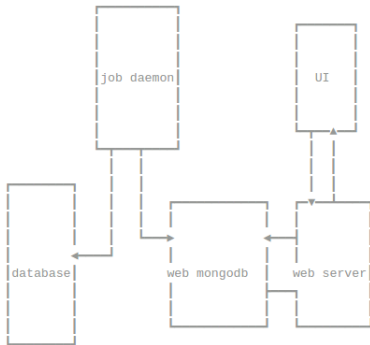 job daemon
UI
database
web mongodb
web server